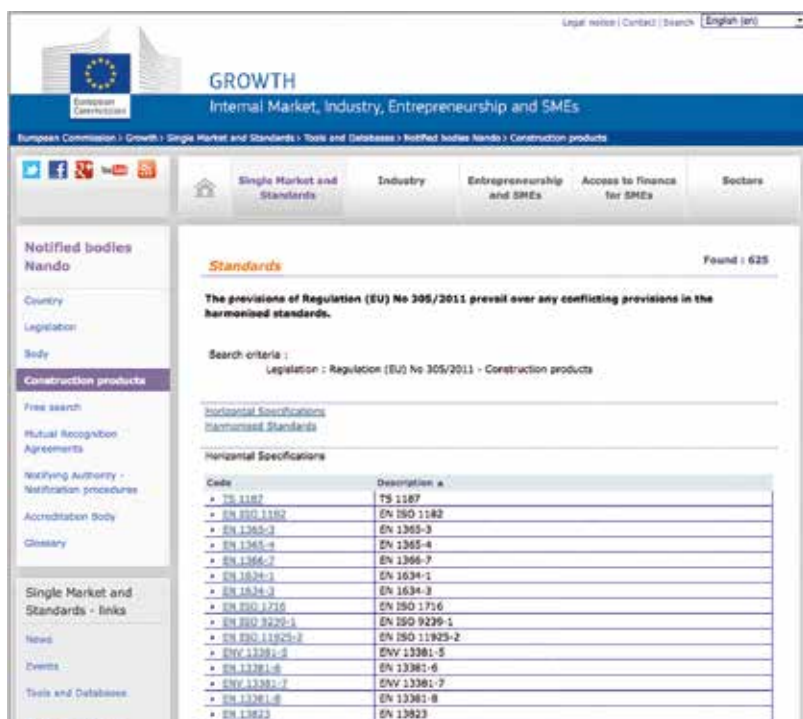 Legal notice | Contact | Search English (en)
European
Commission
GROWTH
Internal Market, Industry, Entrepreneurship and SMEs
European Commission > Growth > Single Market and Standards > Tools and Databases > Notified bodies Nando > Construction products
You Tube
Single Market and
Standards
Industry
Entrepreneurship
and SMEs
Access to finance
for SMEs
Sectors
Notified bodies
Nando
Country
Legislation
Body
Construction products
Free search
Mutual Recognition
Agreements
Notifying Authority -
Notification procedures
Accreditation Body
Glossary
Single Market and
Standards - links
News
Events
Tools and Databases
Standards
Found : 625
The provisions of Regulation (EU) No 305/2011 prevail over any conflicting provisions in the
harmonised standards.
Search criteria :
Legislation : Regulation (EU) No 305/2011 - Construction products
Horizontal Specifications
Harmonised Standards
Horizontal Specifications
Code Description ▲
TS 1187 TS 1187
EN ISO 1182 EN ISO 1182
EN 1365-3 EN 1365-3
EN 1365-4 EN 1365-4
EN 1366-7 EN 1366-7
EN 1634-1 EN 1634-1
EN 1634-3 EN 1634-3
EN ISO 1716 EN ISO 1716
EN ISO 9239-1 EN ISO 9239-1
EN ISO 11925-2 EN ISO 11925-2
ENV 13381-5 ENV 13381-5
EN 13381-6 EN 13381-6
ENV 13381-7 ENV 13381-7
EN 13381-8 EN 13381-8
EN 13823 EN 13823